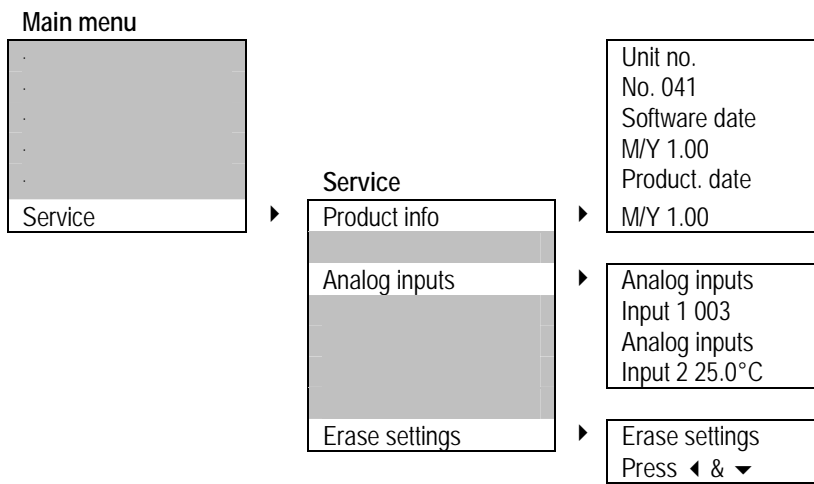 Main menu
.
.
.
.
.
Service
Service
Product info
Analog inputs
Erase settings
Unit no.
No. 041
Software date
M/Y 1.00
Product. date
M/Y 1.00
Analog inputs
Input 1 003
Analog inputs
Input 2 25.0°C
Erase settings
Press ◂ & ▾